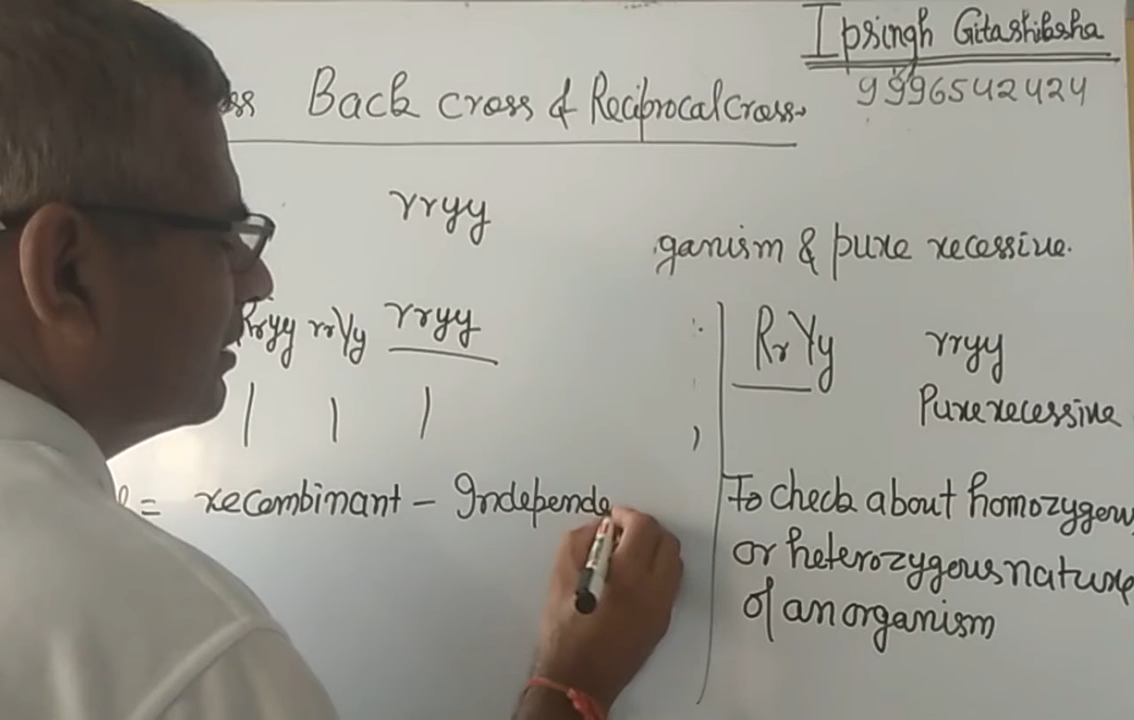 Ipsingh Gitashiksha
9996542424
Back cross & Reciprocal Cross
rryy
ganism & pure recessive.
Rryy rrYy rryy
RrYy rryy
Pure recessive
| | |
= recombinant - Independe
To check about homozygou
or heterozygous nature
of an organism